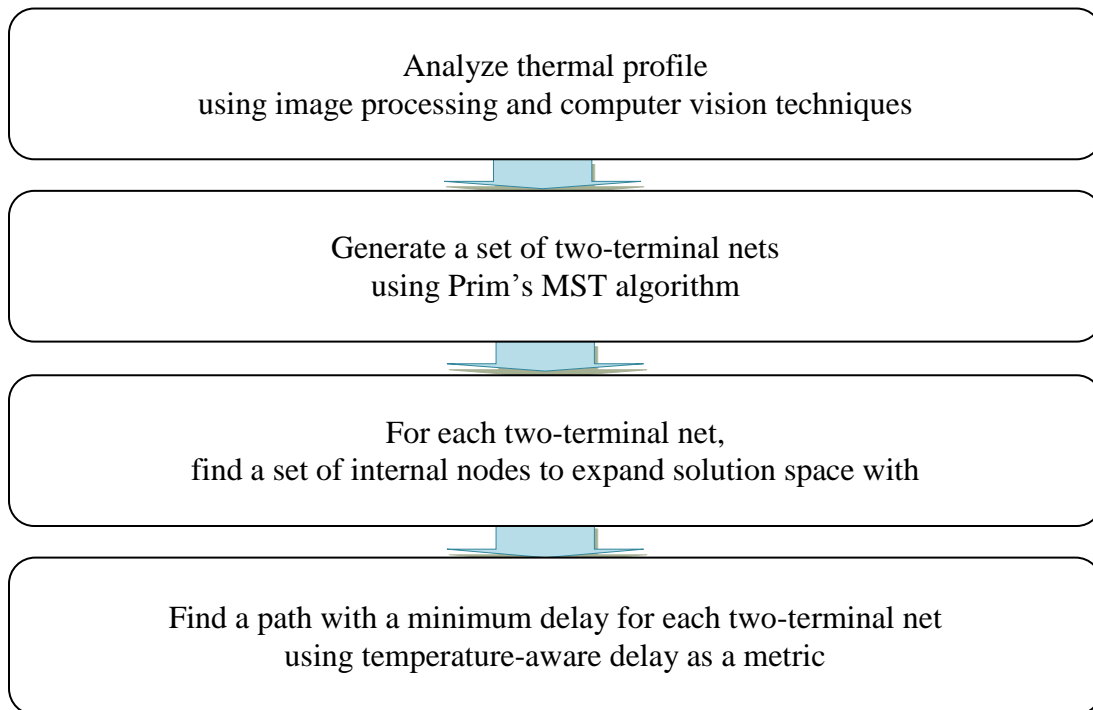 Analyze thermal profile
using image processing and computer vision techniques
Generate a set of two-terminal nets
using Prim’s MST algorithm
For each two-terminal net,
find a set of internal nodes to expand solution space with
Find a path with a minimum delay for each two-terminal net
using temperature-aware delay as a metric